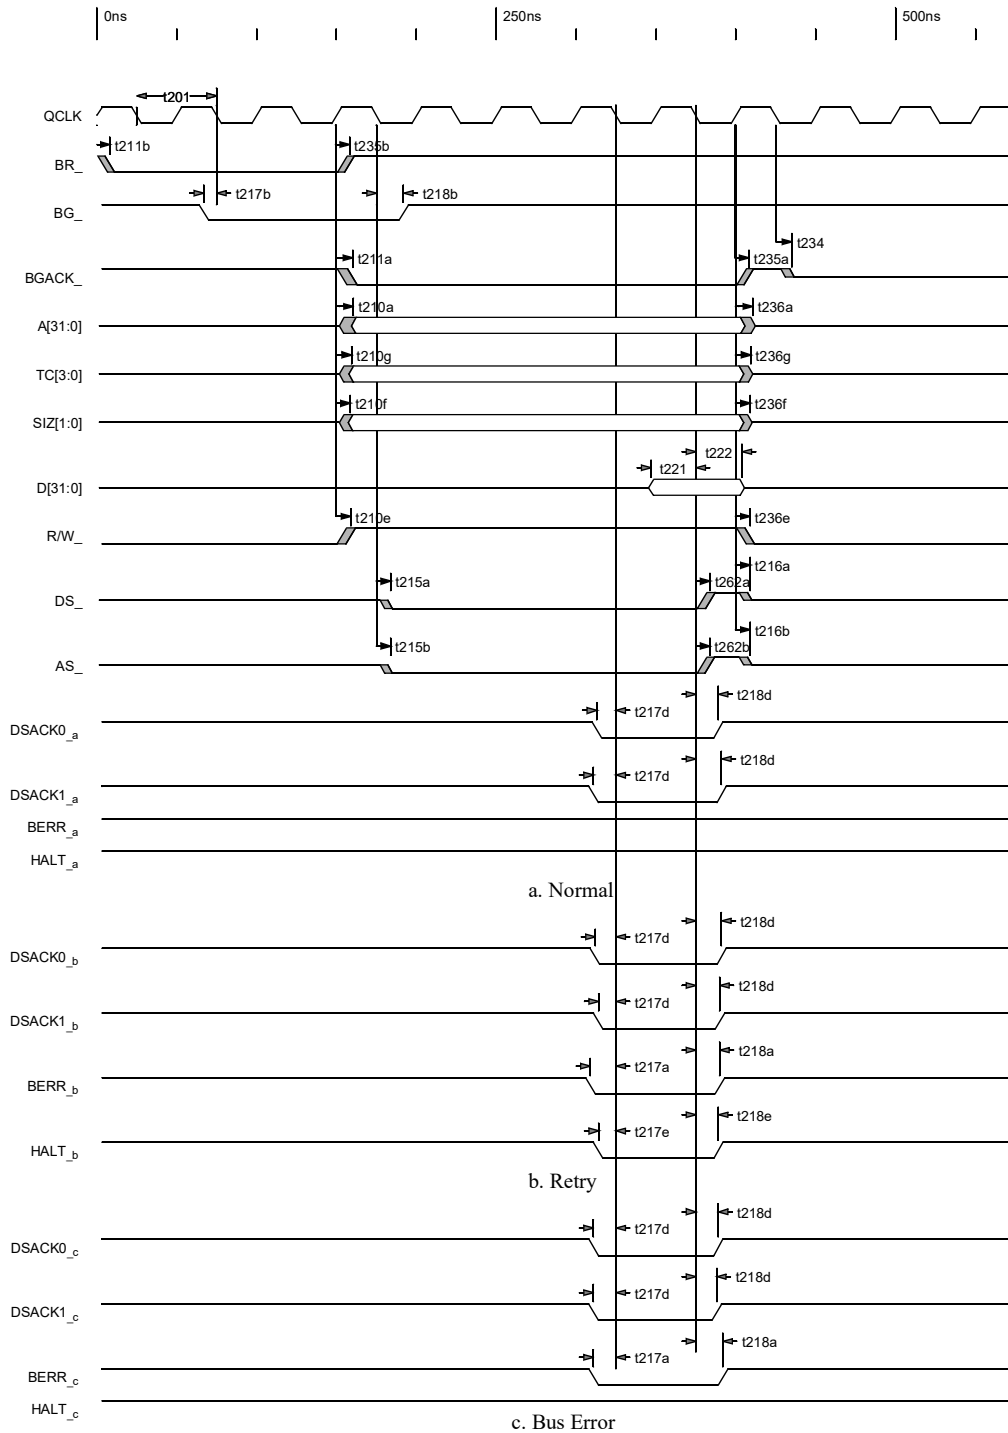 0ns 250ns 500ns
t201
QCLK
t211b t235b
BR_
t217b t218b
BG_
t234
t211a t235a
BGACK_
t210a t236a
A[31:0]
t210g t236g
TC[3:0]
t210f t236f
SIZ[1:0]
t222
t221
D[31:0]
t210e t236e
R/W_
t216a
t215a t262a
DS_
t216b
t215b t262b
AS_
t218d
t217d
DSACK0_a
t218d
t217d
DSACK1_a
BERR_a
HALT_a
a. Normal
t218d
t217d
DSACK0_b
t218d
t217d
DSACK1_b
t218a
t217a
BERR_b
t218e
t217e
HALT_b
b. Retry
t218d
t217d
DSACK0_c
t218d
t217d
DSACK1_c
t218a
t217a
BERR_c
HALT_c
c. Bus Error